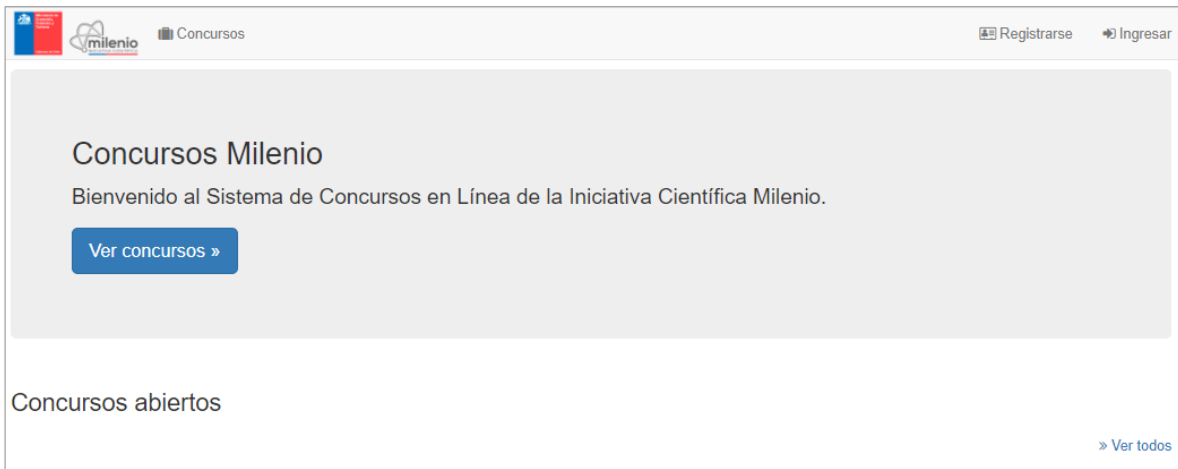 milenio
Concursos
Registrarse
Ingresar
Concursos Milenio
Bienvenido al Sistema de Concursos en Línea de la Iniciativa Científica Milenio.
Ver concursos »
Concursos abiertos
» Ver todos